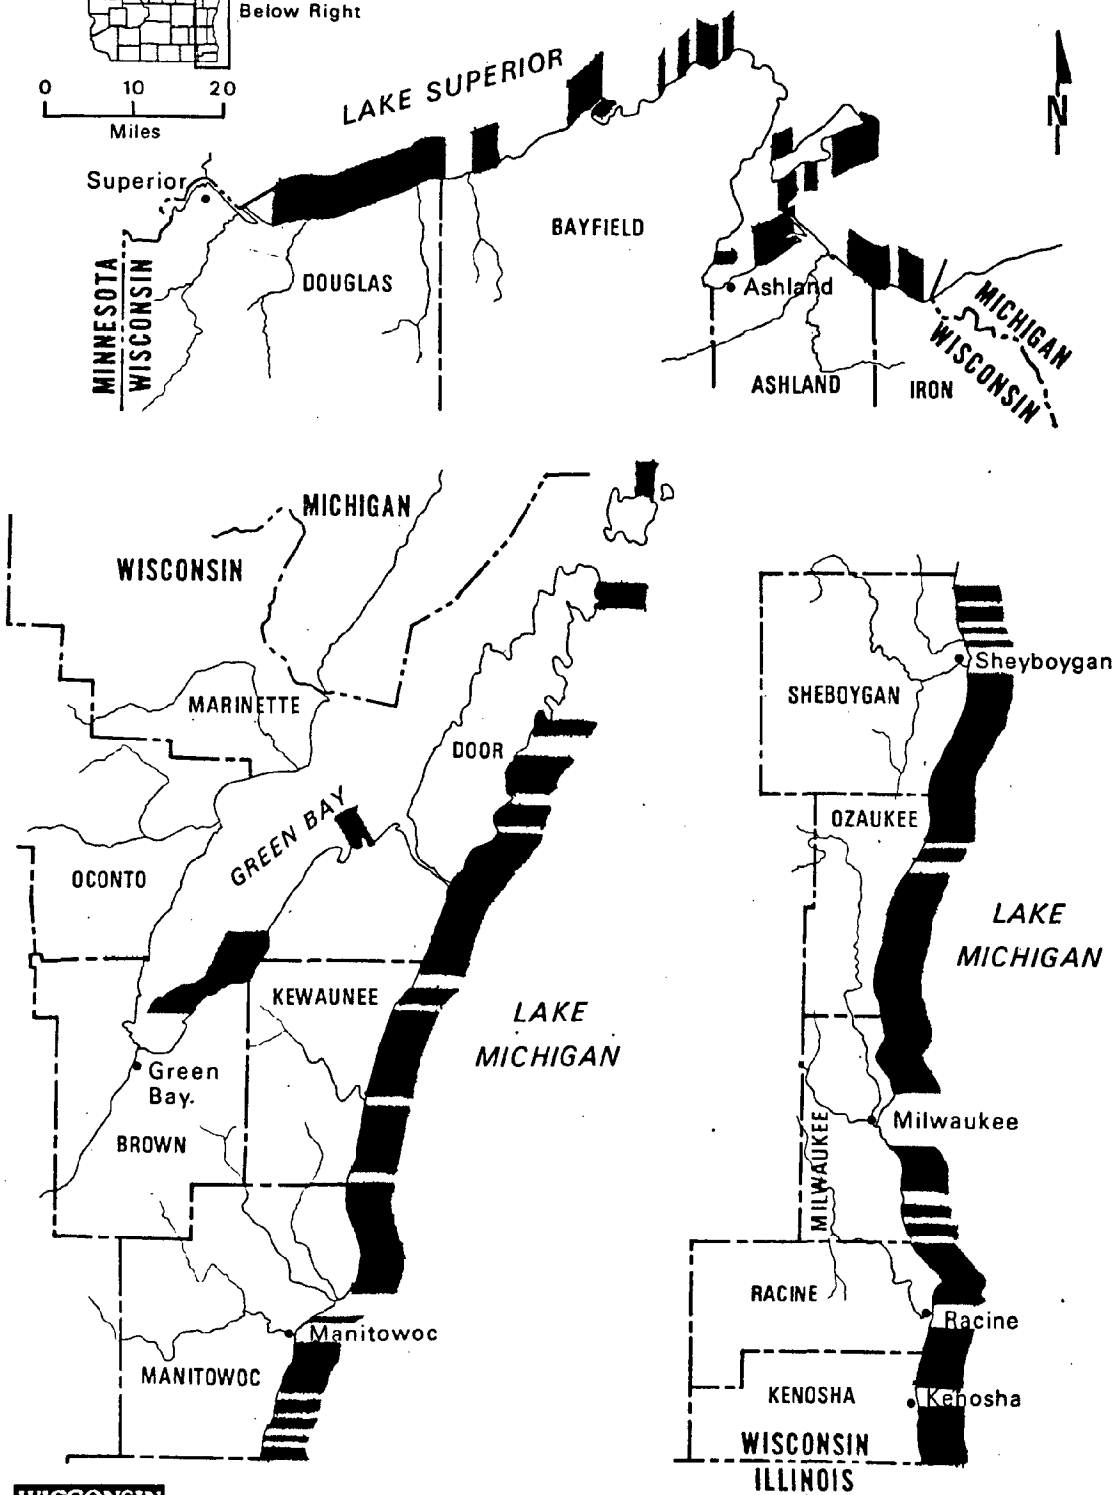 Below Right
0 10 20
Miles
LAKE SUPERIOR
N
Superior
BAYFIELD
DOUGLAS
Ashland
MINNESOTA
WISCONSIN
MICHIGAN
WISCONSIN
ASHLAND
IRON
MICHIGAN
WISCONSIN
MARINETTE
DOOR
GREEN BAY
OCONTO
KEWAUNEE
LAKE
MICHIGAN
Green
Bay.
BROWN
Manitowoc
MANITOWOC
Sheyboygan
SHEBOYGAN
OZAUKEE
LAKE
MICHIGAN
Milwaukee
MILWAUKEE
RACINE
Racine
KENOSHA
Kenosha
WISCONSIN
ILLINOIS
WISCONSIN